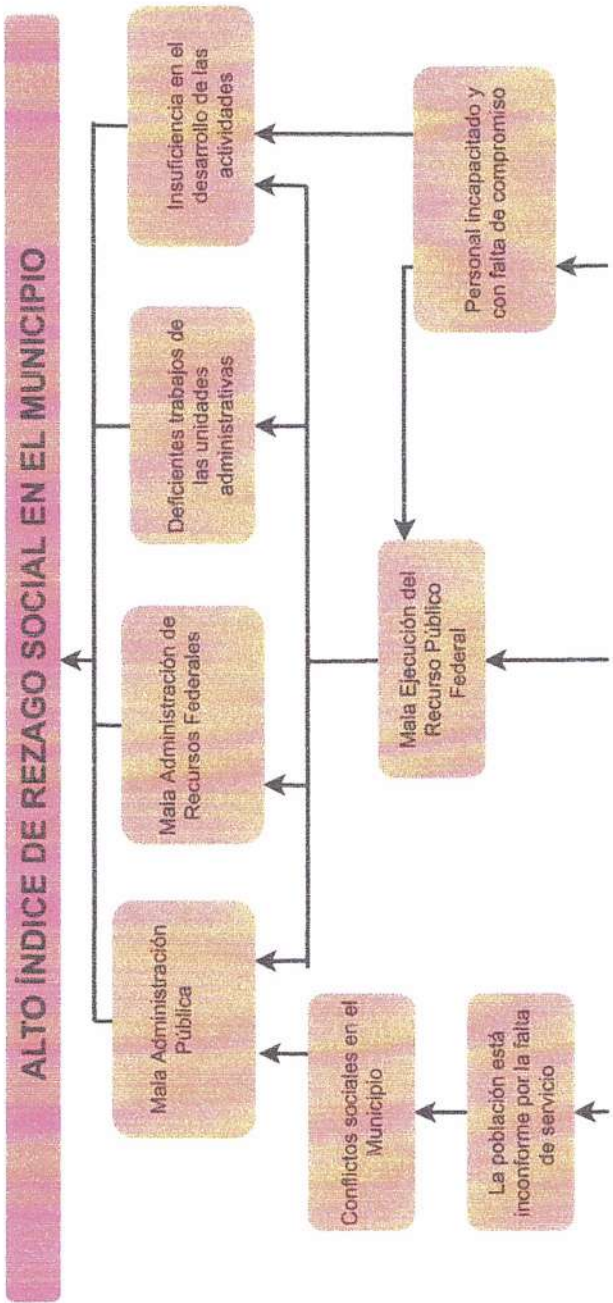 ALTO ÍNDICE DE REZAGO SOCIAL EN EL MUNICIPIO
Mala Administración
Pública
Mala Administración de
Recursos Federales
Deficientes trabajos de
las unidades
administrativas
Insuficiencia en el
desarrollo de las
actividades
Conflictos sociales en el
Municipio
Mala Ejecución del
Recurso Público
Federal
Personal incapacitado y
con falta de compromiso
La población está
inconforme por la falta
de servicio